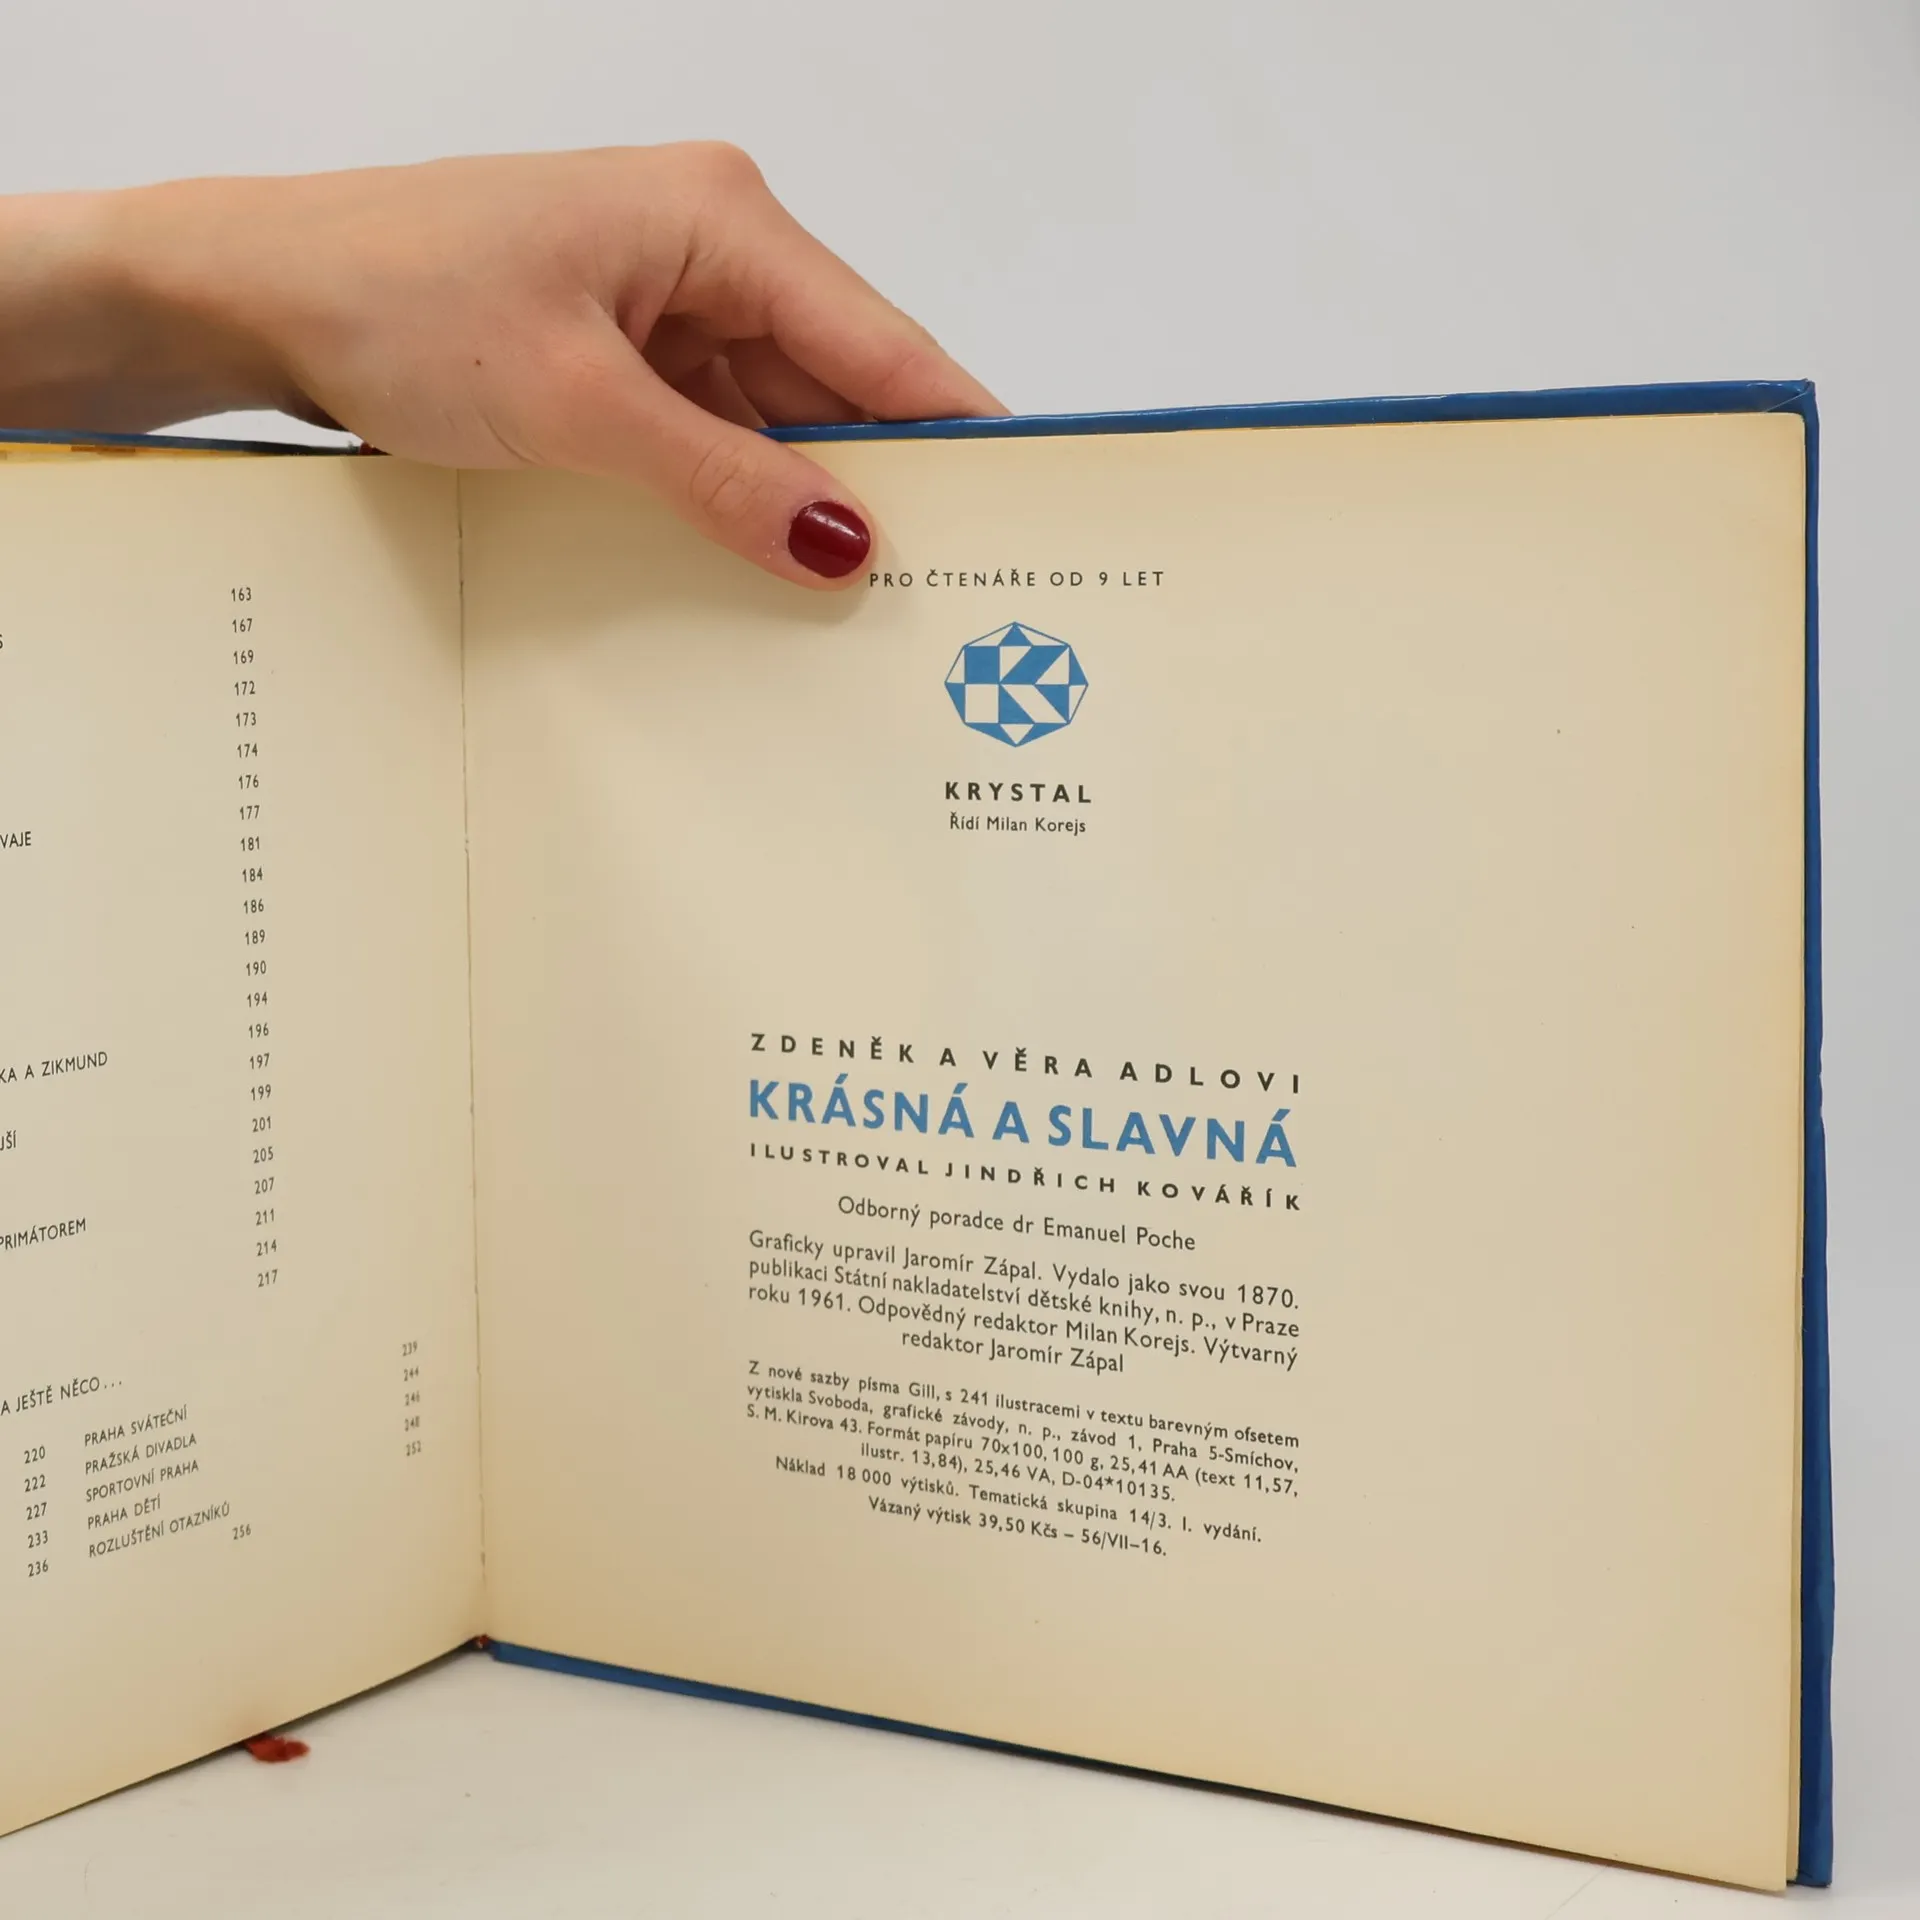 163
167
169
172
173
174
176
177
VAJE
181
184
186
189
190
194
196
KA A ZIKMUND 197
199
201
JŠÍ
205
207
PRIMÁTOREM 211
214
217
A JEŠTĚ NĚCO...
220 PRAHA SVÁTEČNÍ 239
222 PRAŽSKÁ DIVADLA 244
227 SPORTOVNÍ PRAHA 246
233 PRAHA DĚTÍ 248
236 ROZLUŠTĚNÍ OTAZNÍKŮ 252
256
PRO ČTENÁŘE OD 9 LET
K
KRYSTAL
Řídí Milan Korejs
ZDENĚK A VĚRA ADLOVI
KRÁSNÁ A SLAVNÁ
ILUSTROVAL JINDŘICH KOVÁŘÍK
Odborný poradce dr Emanuel Poche
Graficky upravil Jaromír Zápal. Vydalo jako svou 1870.
publikaci Státní nakladatelství dětské knihy, n. p., v Praze
roku 1961. Odpovědný redaktor Milan Korejs. Výtvarný
redaktor Jaromír Zápal
Z nové sazby písma Gill, s 241 ilustracemi v textu barevným ofsetem
vytiskla Svoboda, grafické závody, n. p., závod 1, Praha 5-Smíchov,
S. M. Kirova 43. Formát papíru 70x100, 100 g, 25,41 AA (text 11,57,
ilustr. 13,84), 25,46 VA, D-04*10135.
Náklad 18 000 výtisků. Tematická skupina 14/3. I. vydání.
Vázaný výtisk 39,50 Kčs – 56/VII–16.